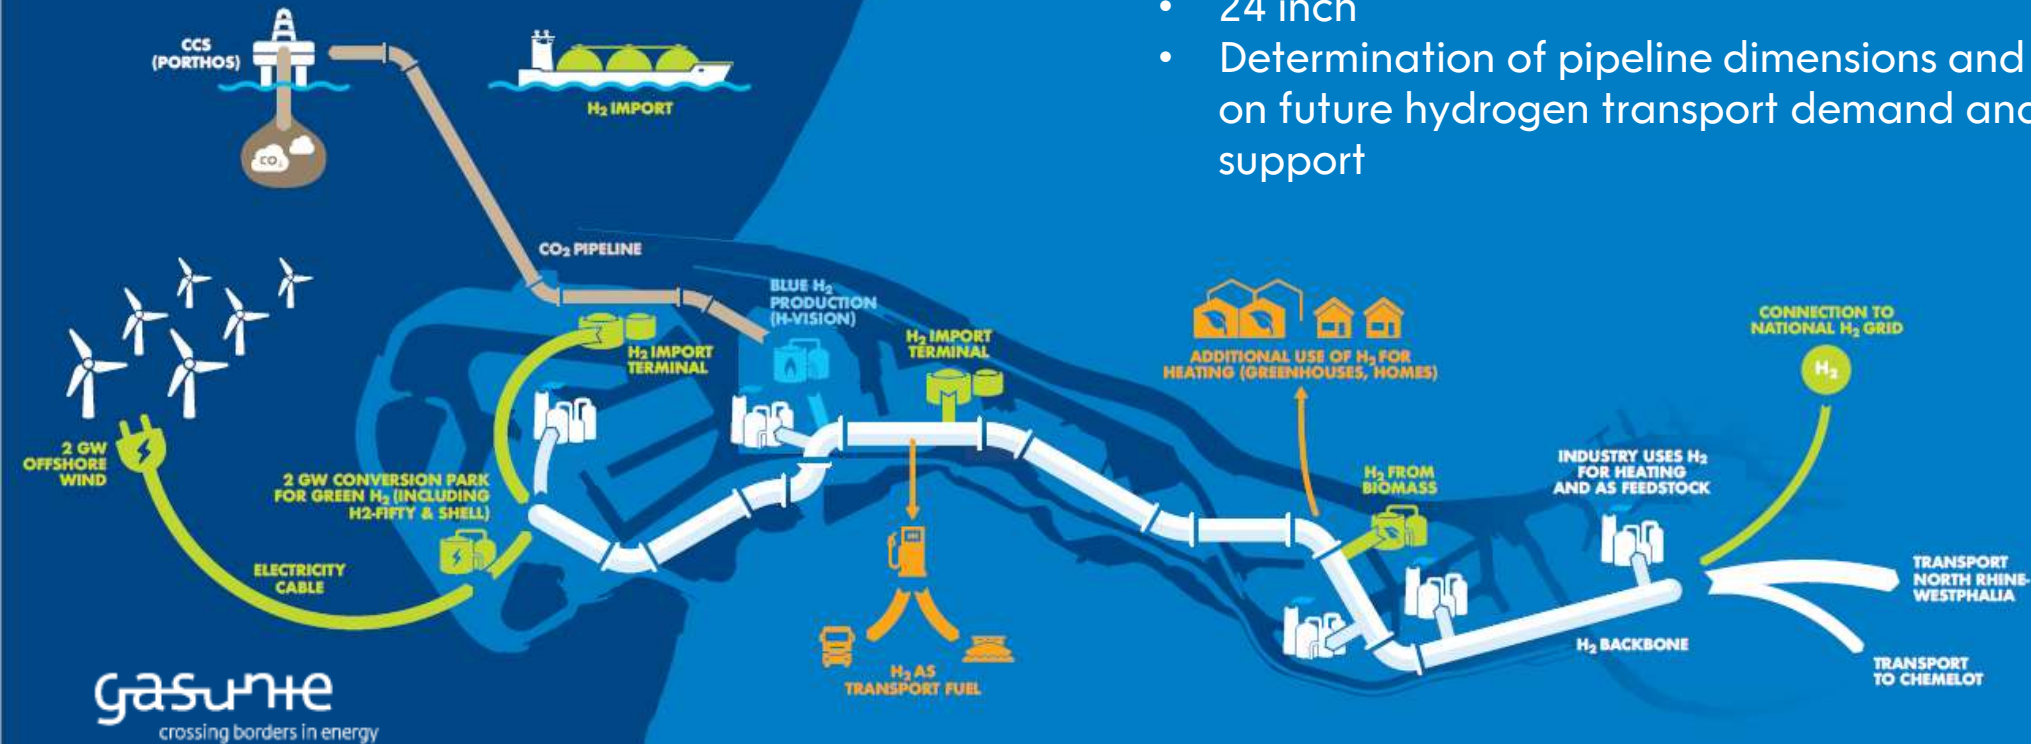 • 24 inch
• Determination of pipeline dimensions and
on future hydrogen transport demand and
support
CCS
(PORTHOS)
CO₂
H₂ IMPORT
CO₂ PIPELINE
BLUE H₂
PRODUCTION
(H-VISION)
H₂ IMPORT
TERMINAL
H₂ IMPORT
TERMINAL
ADDITIONAL USE OF H₂ FOR
HEATING (GREENHOUSES, HOMES)
CONNECTION TO
NATIONAL H₂ GRID
H₂
2 GW
OFFSHORE
WIND
2 GW CONVERSION PARK
FOR GREEN H₂ (INCLUDING
H2-FIFTY & SHELL)
ELECTRICITY
CABLE
H₂ FROM
BIOMASS
INDUSTRY USES H₂
FOR HEATING
AND AS FEEDSTOCK
TRANSPORT
NORTH RHINE-
WESTPHALIA
H₂ BACKBONE
TRANSPORT
TO CHEMELOT
H₂ AS
TRANSPORT FUEL
gasunie
crossing borders in energy